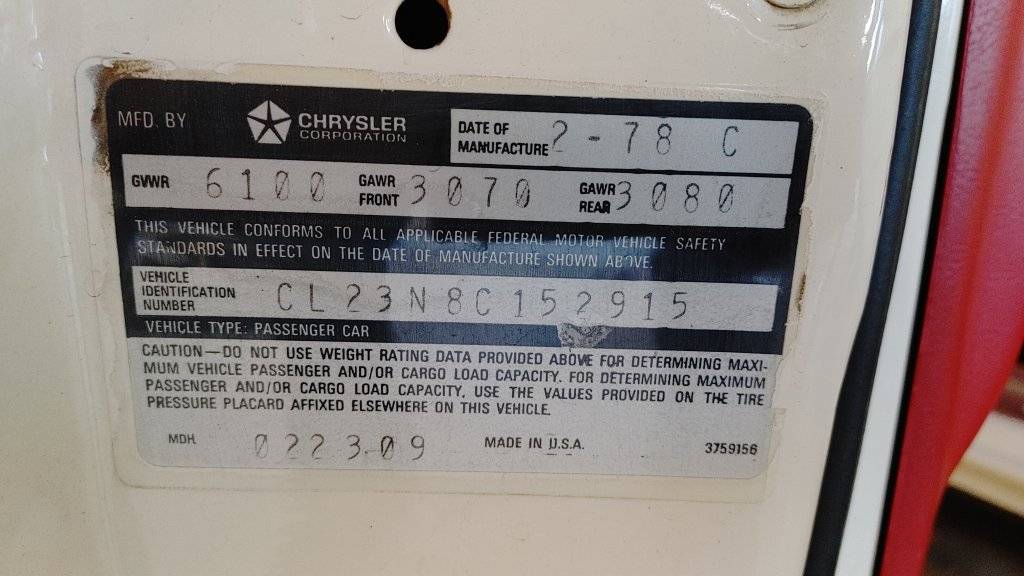 MFD. BY CHRYSLER CORPORATION
DATE OF MANUFACTURE 2-78 C
GVWR 6100 GAWR FRONT 3070 GAWR REAR 3080
THIS VEHICLE CONFORMS TO ALL APPLICABLE FEDERAL MOTOR VEHICLE SAFETY
STANDARDS IN EFFECT ON THE DATE OF MANUFACTURE SHOWN ABOVE.
VEHICLE IDENTIFICATION NUMBER CL23N8C152915
VEHICLE TYPE: PASSENGER CAR
CAUTION—DO NOT USE WEIGHT RATING DATA PROVIDED ABOVE FOR DETERMINING MAXI-
MUM VEHICLE PASSENGER AND/OR CARGO LOAD CAPACITY. FOR DETERMINING MAXIMUM
PASSENGER AND/OR CARGO LOAD CAPACITY, USE THE VALUES PROVIDED ON THE TIRE
PRESSURE PLACARD AFFIXED ELSEWHERE ON THIS VEHICLE.
MDH 022309 MADE IN U.S.A. 3759156